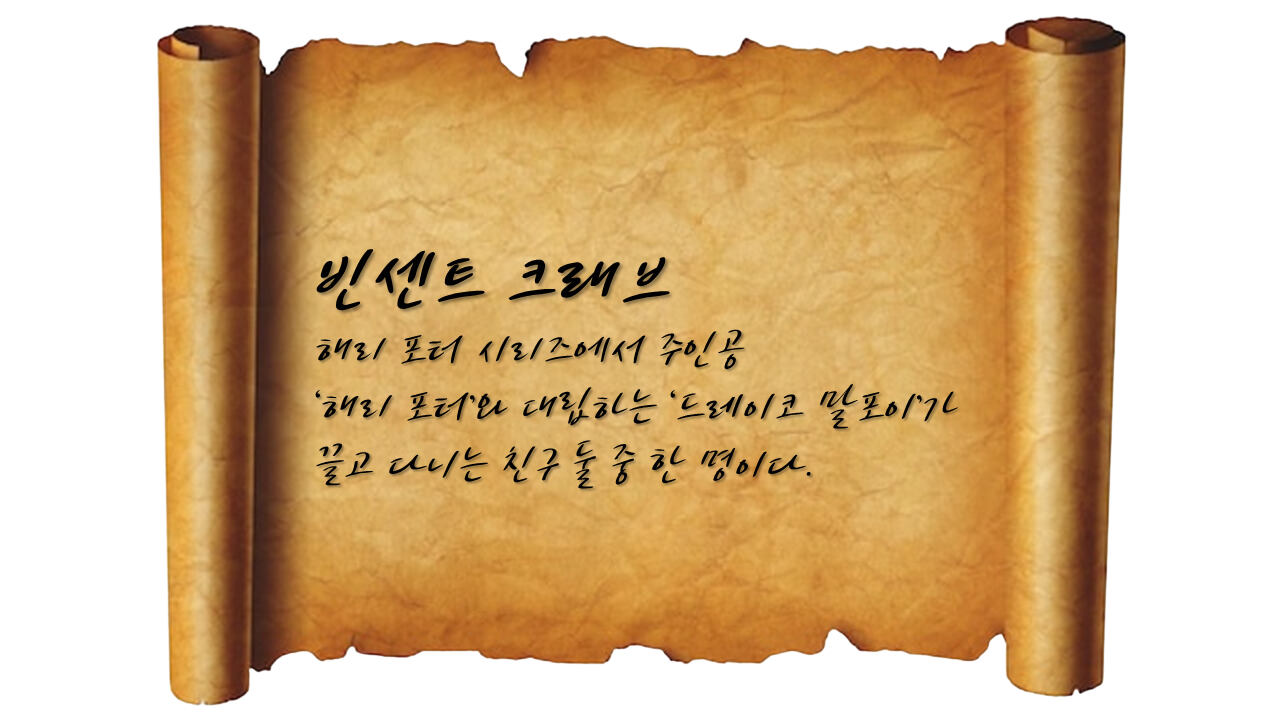 빈센트 크래브
해리 포터 시리즈에서 주인공
‘해리 포터’와 대립하는 ‘드레이코 말포이’가
끌고 다니는 친구 둘 중 한 명이다.